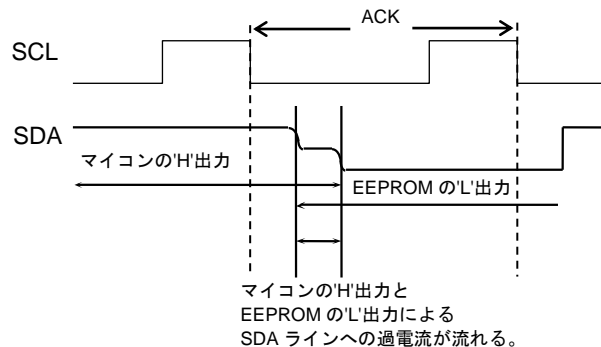 ACK
SCL
SDA
マイコンの'H'出力
EEPROM の'L'出力
マイコンの'H'出力と
EEPROM の'L'出力による
SDA ラインへの過電流が流れる。